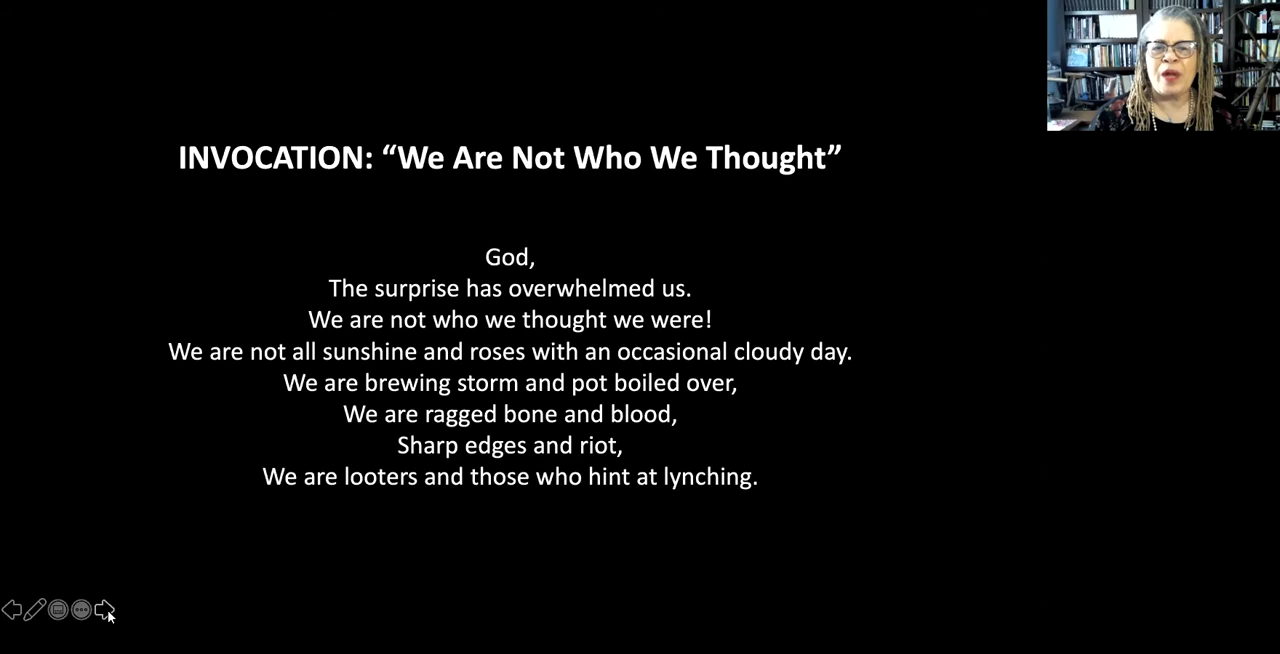 INVOCATION: “We Are Not Who We Thought”
God,
The surprise has overwhelmed us.
We are not who we thought we were!
We are not all sunshine and roses with an occasional cloudy day.
We are brewing storm and pot boiled over,
We are ragged bone and blood,
Sharp edges and riot,
We are looters and those who hint at lynching.